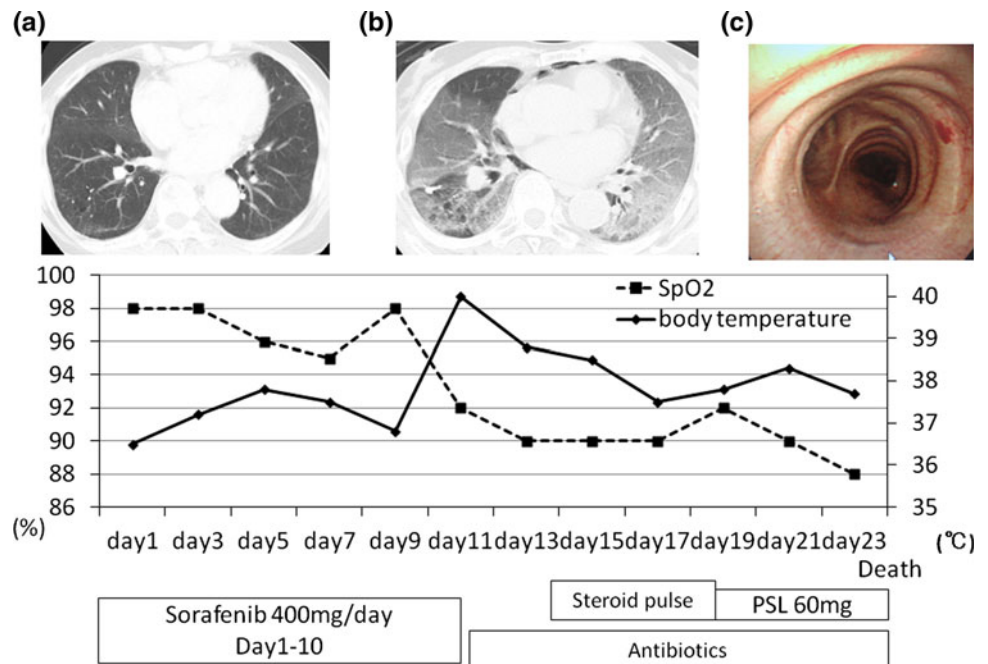 (a)
(b)
(c)
100
98
96
94
92
90
88
86
(%)
SpO2
body temperature
40
39
38
37
36
35
(℃)
day1 day3 day5 day7 day9 day11 day13 day15 day17 day19 day21 day23
Death
Sorafenib 400mg/day
Day1-10
Steroid pulse
PSL 60mg
Antibiotics